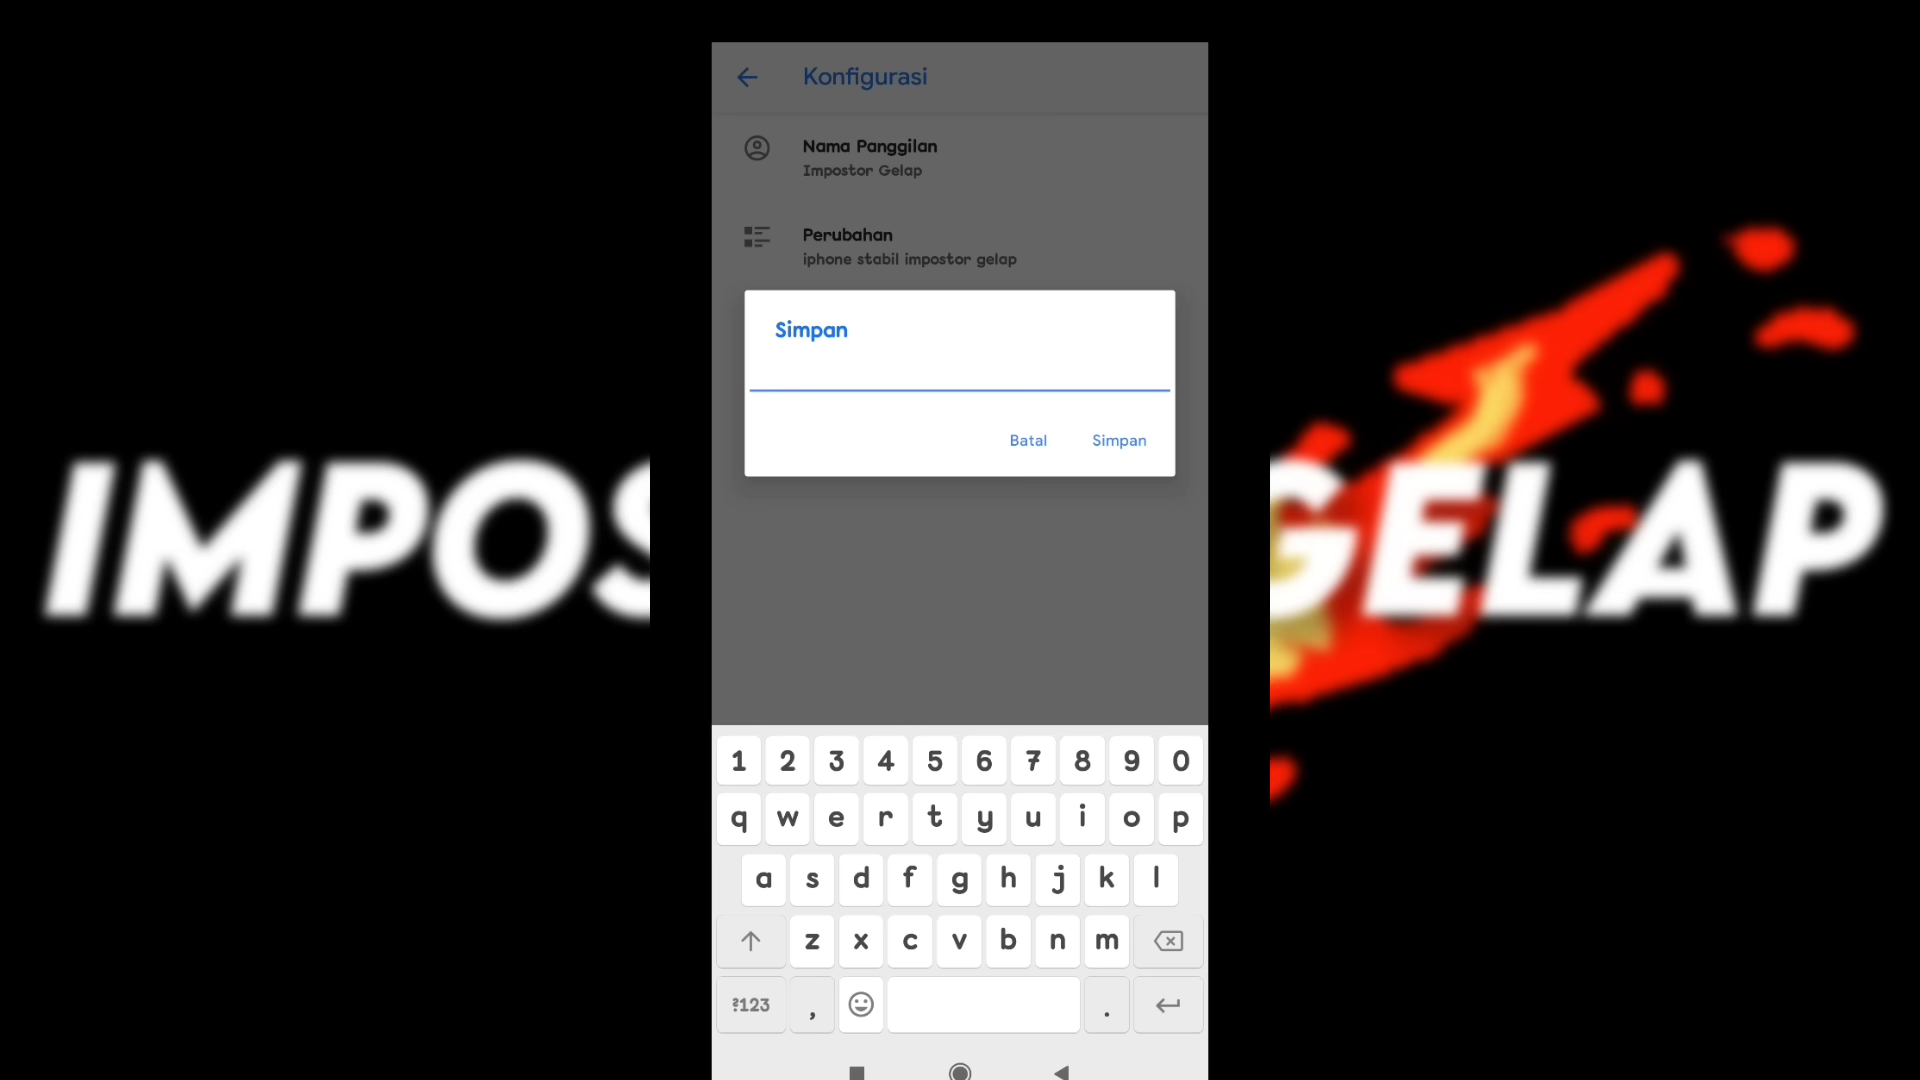 Konfigurasi
Nama Panggilan
Impostor Gelap
Perubahan
iphone stabil impostor gelap
Simpan
Batal Simpan
IMPOS GELAP
1 2 3 4 5 6 7 8 9 0
q w e r t y u i o p
a s d f g h j k l
z x c v b n m
?123 , .